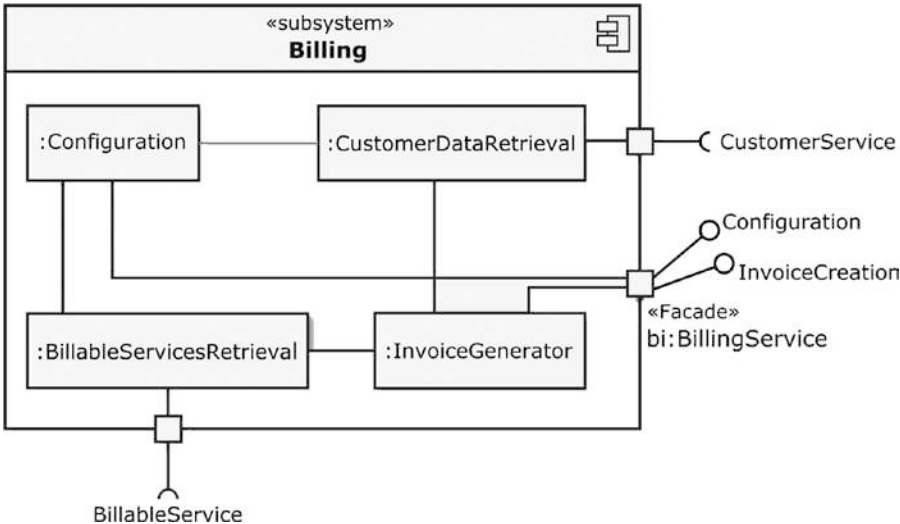 «subsystem»
Billing
:Configuration
:CustomerDataRetrieval
CustomerService
Configuration
InvoiceCreation
«Facade»
bi:BillingService
:BillableServicesRetrieval
:InvoiceGenerator
BillableService